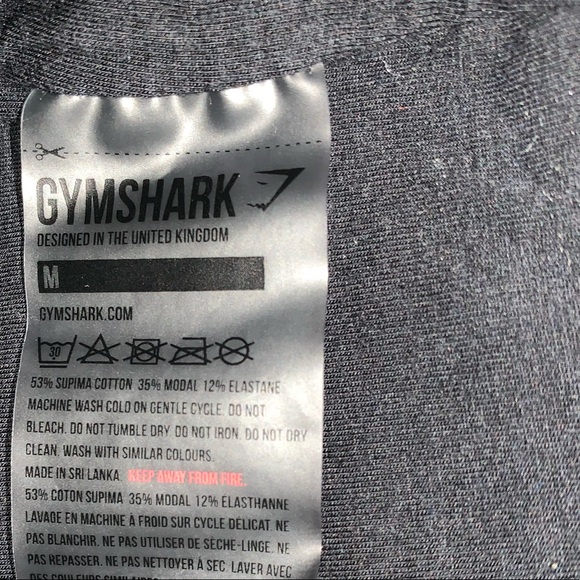 GYMSHARK
DESIGNED IN THE UNITED KINGDOM
M
GYMSHARK.COM
30
53% SUPIMA COTTON 35% MODAL 12% ELASTANE
MACHINE WASH COLD ON GENTLE CYCLE. DO NOT
BLEACH. DO NOT TUMBLE DRY. DO NOT IRON. DO NOT DRY
CLEAN. WASH WITH SIMILAR COLOURS.
MADE IN SRI LANKA. KEEP AWAY FROM FIRE.
53% COTON SUPIMA 35% MODAL 12% ELASTHANNE
LAVAGE EN MACHINE À FROID SUR CYCLE DÉLICAT. NE
PAS BLANCHIR. NE PAS UTILISER DE SÈCHE-LINGE. NE
PAS REPASSER. NE PAS NETTOYER À SEC. LAVER AVEC
DES COULEURS SIMILAIRES